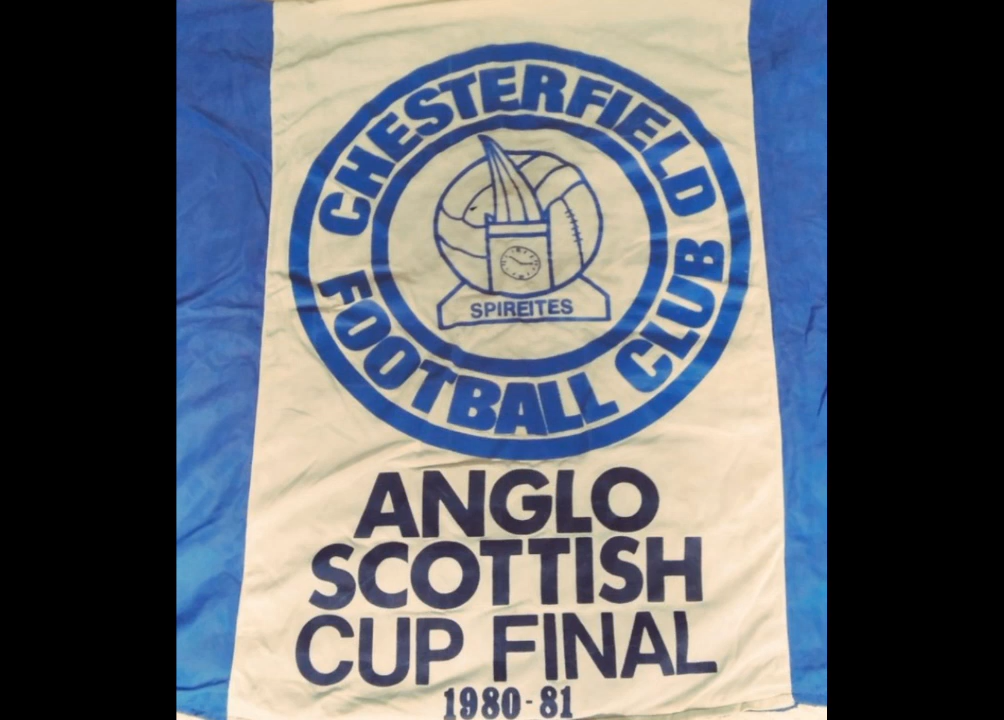 CHESTERFIELD
FOOTBALL CLUB
SPIREITES
ANGLO
SCOTTISH
CUP FINAL
1980-81